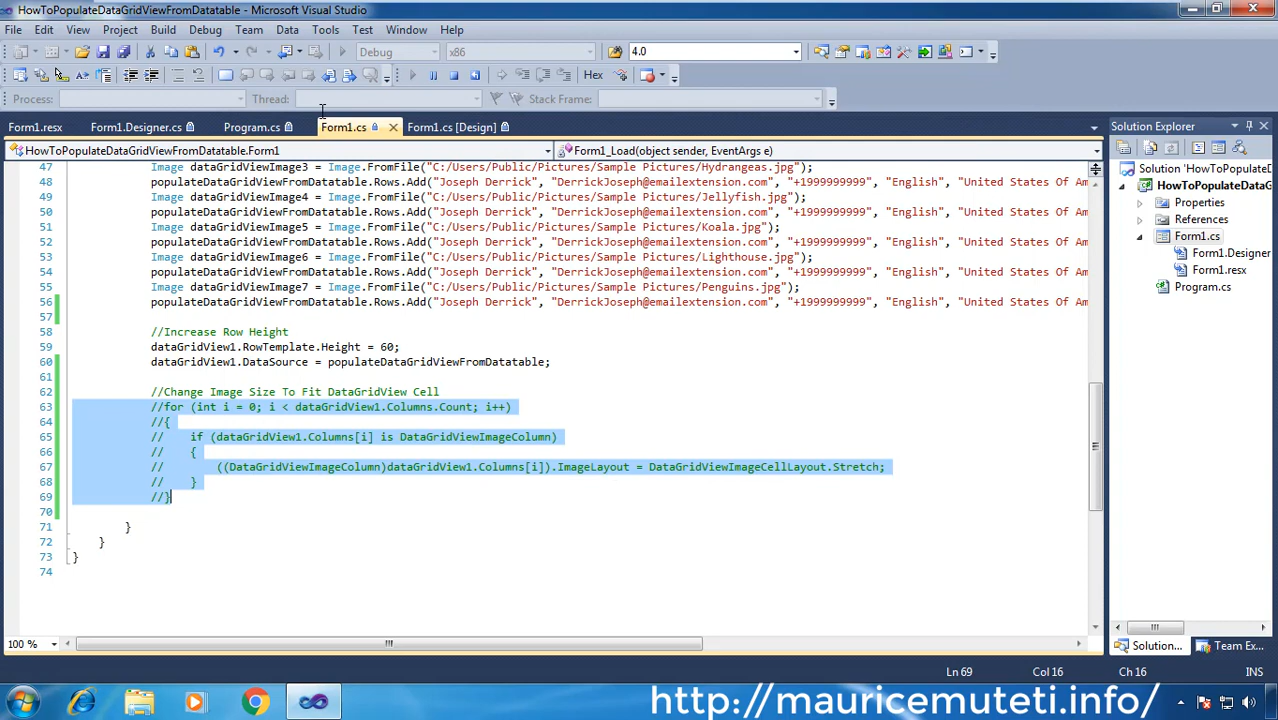 HowToPopulateDataGridViewFromDatatable - Microsoft Visual Studio
File Edit View Project Build Debug Team Data Tools Test Window Help
Debug x86 4.0
Hex
Process: Thread: Stack Frame:
Form1.resx Form1.Designer.cs Program.cs Form1.cs Form1.cs [Design] Solution Explorer
HowToPopulateDataGridViewFromDatatable.Form1 Form1_Load(object sender, EventArgs e)
47 Image dataGridViewImage3 = Image.FromFile("C:/Users/Public/Pictures/Sample Pictures/Hydrangeas.jpg");
48 populateDataGridViewFromDatatable.Rows.Add("Joseph Derrick", "DerrickJoseph@emailextension.com", "+1999999999", "English", "United States Of Am
49 Image dataGridViewImage4 = Image.FromFile("C:/Users/Public/Pictures/Sample Pictures/Jellyfish.jpg");
50 populateDataGridViewFromDatatable.Rows.Add("Joseph Derrick", "DerrickJoseph@emailextension.com", "+1999999999", "English", "United States Of Am
51 Image dataGridViewImage5 = Image.FromFile("C:/Users/Public/Pictures/Sample Pictures/Koala.jpg");
52 populateDataGridViewFromDatatable.Rows.Add("Joseph Derrick", "DerrickJoseph@emailextension.com", "+1999999999", "English", "United States Of Am
53 Image dataGridViewImage6 = Image.FromFile("C:/Users/Public/Pictures/Sample Pictures/Lighthouse.jpg");
54 populateDataGridViewFromDatatable.Rows.Add("Joseph Derrick", "DerrickJoseph@emailextension.com", "+1999999999", "English", "United States Of Am
55 Image dataGridViewImage7 = Image.FromFile("C:/Users/Public/Pictures/Sample Pictures/Penguins.jpg");
56 populateDataGridViewFromDatatable.Rows.Add("Joseph Derrick", "DerrickJoseph@emailextension.com", "+1999999999", "English", "United States Of Am
57
58 //Increase Row Height
59 dataGridView1.RowTemplate.Height = 60;
60 dataGridView1.DataSource = populateDataGridViewFromDatatable;
61
62 //Change Image Size To Fit DataGridView Cell
63 //for (int i = 0; i < dataGridView1.Columns.Count; i++)
64 //{
65 // if (dataGridView1.Columns[i] is DataGridViewImageColumn)
66 // {
67 // ((DataGridViewImageColumn)dataGridView1.Columns[i]).ImageLayout = DataGridViewImageCellLayout.Stretch;
68 // }
69 //}
70
71 }
72 }
73 }
74
Solution 'HowToPopulate
HowToPopulateDataG
Properties
References
Form1.cs
Form1.Designer
Form1.resx
Program.cs
100 %
Solution... Team Ex...
Ln 69 Col 16 Ch 16 INS
http://mauricemuteti.info/